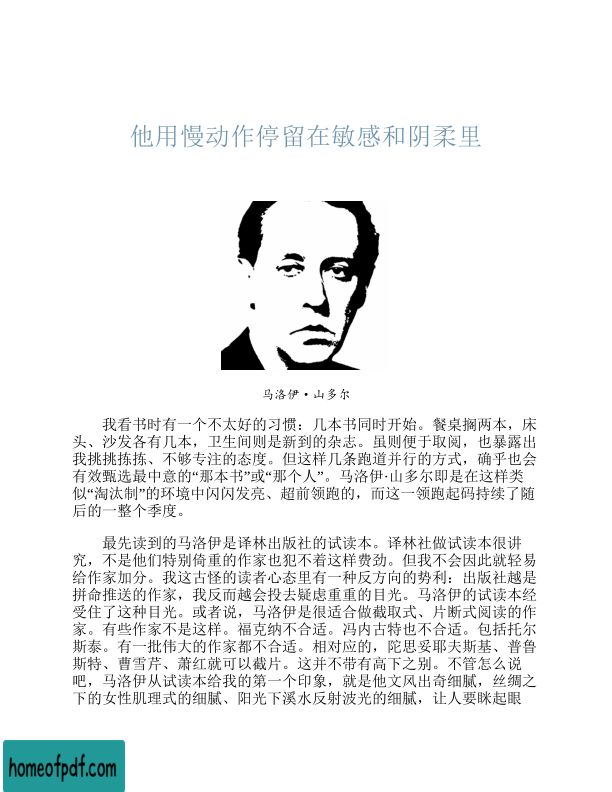 他用慢动作停留在敏感和阴柔里
马洛伊·山多尔
我看书时有一个不太好的习惯：几本书同时开始。餐桌搁两本，床
头、沙发各有几本，卫生间则是新到的杂志。虽则便于取阅，也暴露出
我挑挑拣拣、不够专注的态度。但这样几条跑道并行的方式，确乎也会
有效甄选最中意的“那本书”或“那个人”。马洛伊·山多尔即是在这样类
似“淘汰制”的环境中闪闪发亮、超前领跑的，而这一领跑起码持续了随
后的一整个季度。
最先读到的马洛伊是译林出版社的试读本。译林社做试读本很讲
究，不是他们特别倚重的作家也犯不着这样费劲。但我不会因此就轻易
给作家加分。我这古怪的读者心态里有一种反方向的势利：出版社越是
拼命推送的作家，我反而越会投去疑虑重重的目光。马洛伊的试读本经
受住了这种目光。或者说，马洛伊是很适合做截取式、片断式阅读的作
家。有些作家不是这样。福克纳不合适。冯内古特也不合适。包括托尔
斯泰。有一批伟大的作家都不合适。相对应的，陀思妥耶夫斯基、普鲁
斯特、曹雪芹、萧红就可以截片。这并不带有高下之别。不管怎么说
吧，马洛伊从试读本给我的第一个印象，就是他文风出奇细腻，丝绸之
下的女性肌理式的细腻、阳光下溪水反射波光的细腻，让人要眯起眼
homeofpdf.com